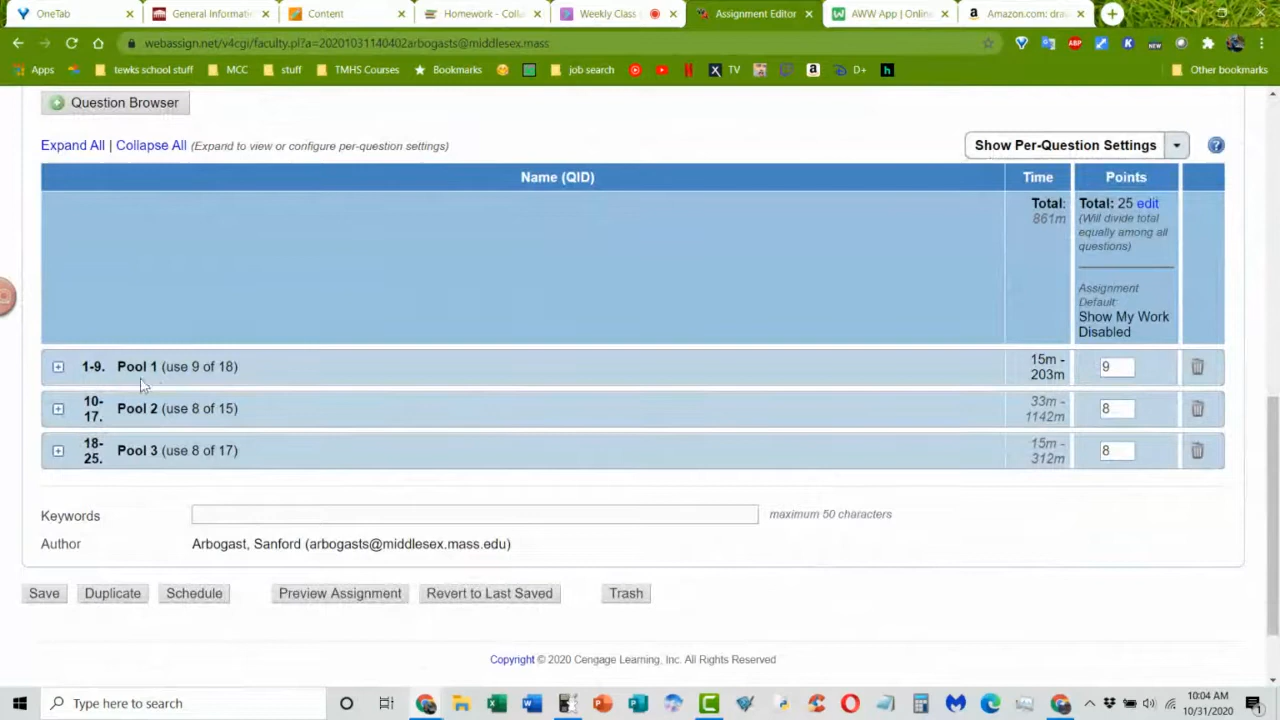 OneTab
General Informati
Content
Homework - Colla
Weekly Class
Assignment Editor
AWW App | Online
Amazon.com: dra
webassign.net/v4cgi/faculty.pl?a=20201031140402arbogasts@middlesex.mass
Apps
tewks school stuff
MCC
stuff
TMHS Courses
Bookmarks
TV
job search
D+
Other bookmarks
Question Browser
Expand All | Collapse All (Expand to view or configure per-question settings)
Show Per-Question Settings
Name (QID)
Time
Points
Total:
861m
Total: 25 edit
(Will divide total
equally among all
questions)
Assignment
Default:
Show My Work
Disabled
1-9. Pool 1 (use 9 of 18)
15m -
203m
9
10-
17. Pool 2 (use 8 of 15)
33m -
1142m
8
18-
25. Pool 3 (use 8 of 17)
15m -
312m
8
Keywords
maximum 50 characters
Author
Arbogast, Sanford (arbogasts@middlesex.mass.edu)
Save
Duplicate
Schedule
Preview Assignment
Revert to Last Saved
Trash
Copyright © 2020 Cengage Learning, Inc. All Rights Reserved
Type here to search
10:04 AM
10/31/2020